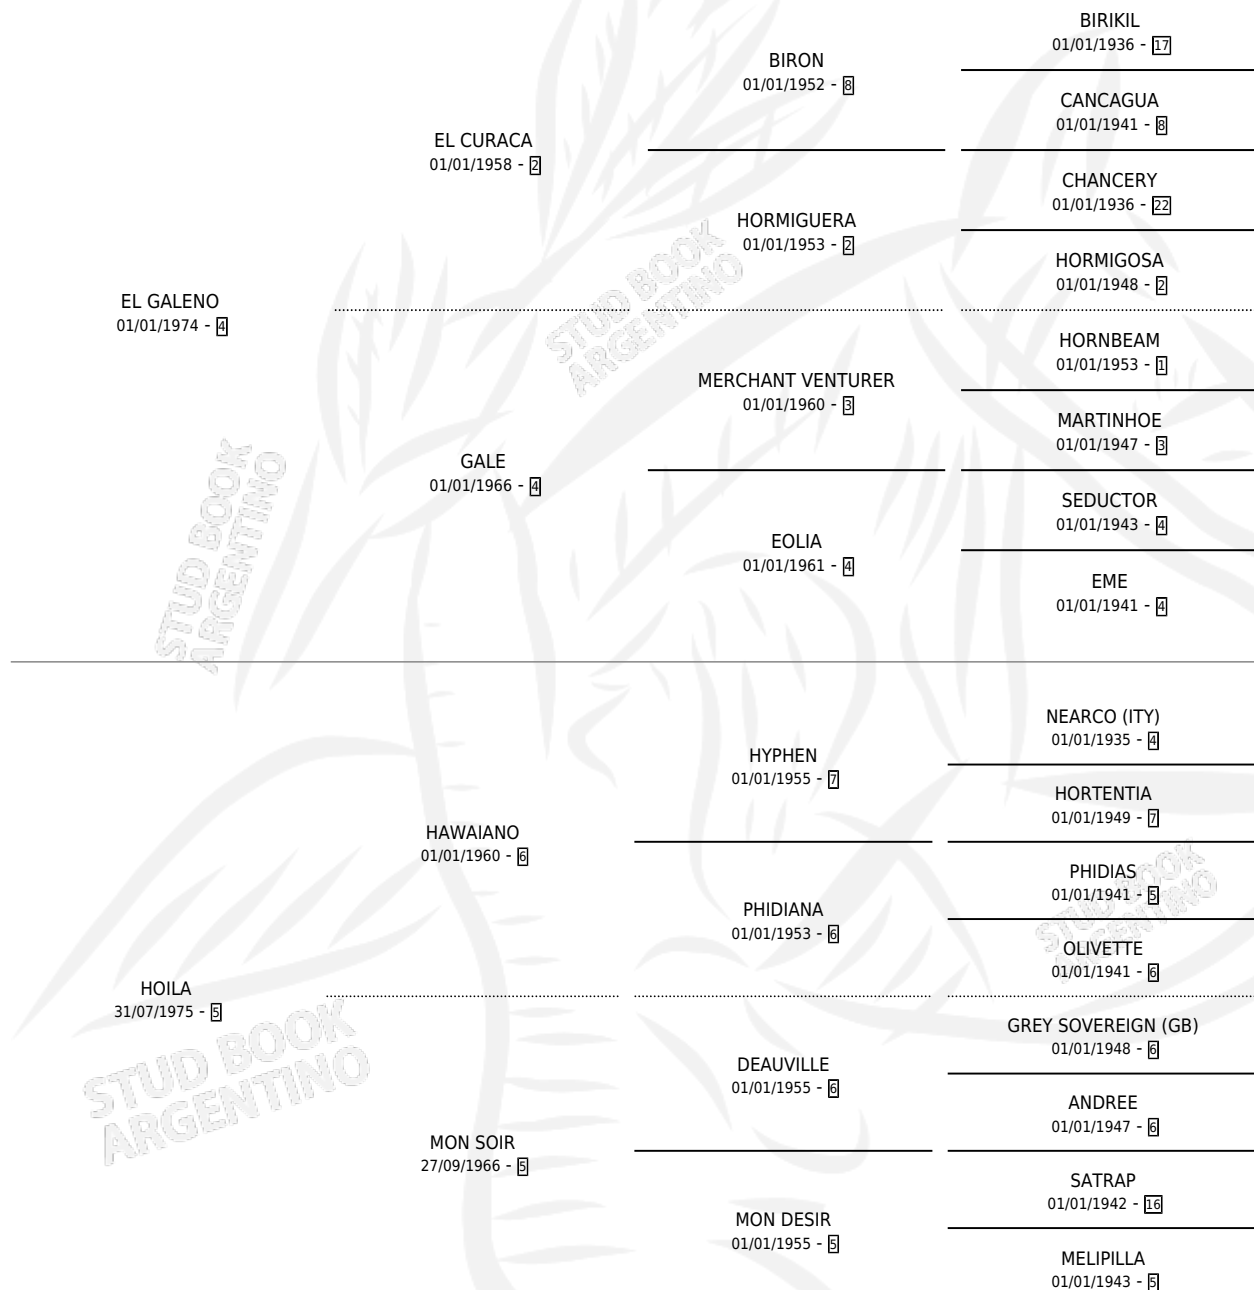 BIRIKIL
01/01/1936 - 17
BIRON
01/01/1952 - 8
CANCAGUA
01/01/1941 - 8
EL CURACA
01/01/1958 - 2
CHANCERY
01/01/1936 - 22
HORMIGUERA
01/01/1953 - 2
HORMIGOSA
01/01/1948 - 2
EL GALENO
01/01/1974 - 4
HORNBEAM
01/01/1953 - 1
MERCHANT VENTURER
01/01/1960 - 3
MARTINHOE
01/01/1947 - 3
GALE
01/01/1966 - 4
SEDUCTOR
01/01/1943 - 4
EOLIA
01/01/1961 - 4
EME
01/01/1941 - 4
STUD BOOK
ARGENTINO
STUD BOOK
ARGENTINO
NEARCO (ITY)
01/01/1935 - 4
HYPHEN
01/01/1955 - 7
HORTENTIA
01/01/1949 - 7
HAWAIANO
01/01/1960 - 6
PHIDIAS
01/01/1941 - 5
PHIDIANA
01/01/1953 - 6
OLIVETTE
01/01/1941 - 6
HOILA
31/07/1975 - 5
GREY SOVEREIGN (GB)
01/01/1948 - 6
DEAUVILLE
01/01/1955 - 6
ANDREE
01/01/1947 - 6
MON SOIR
27/09/1966 - 5
SATRAP
01/01/1942 - 16
MON DESIR
01/01/1955 - 5
MELIPILLA
01/01/1943 - 5
STUD BOOK
ARGENTINO
STUD BOOK
ARGENTINO